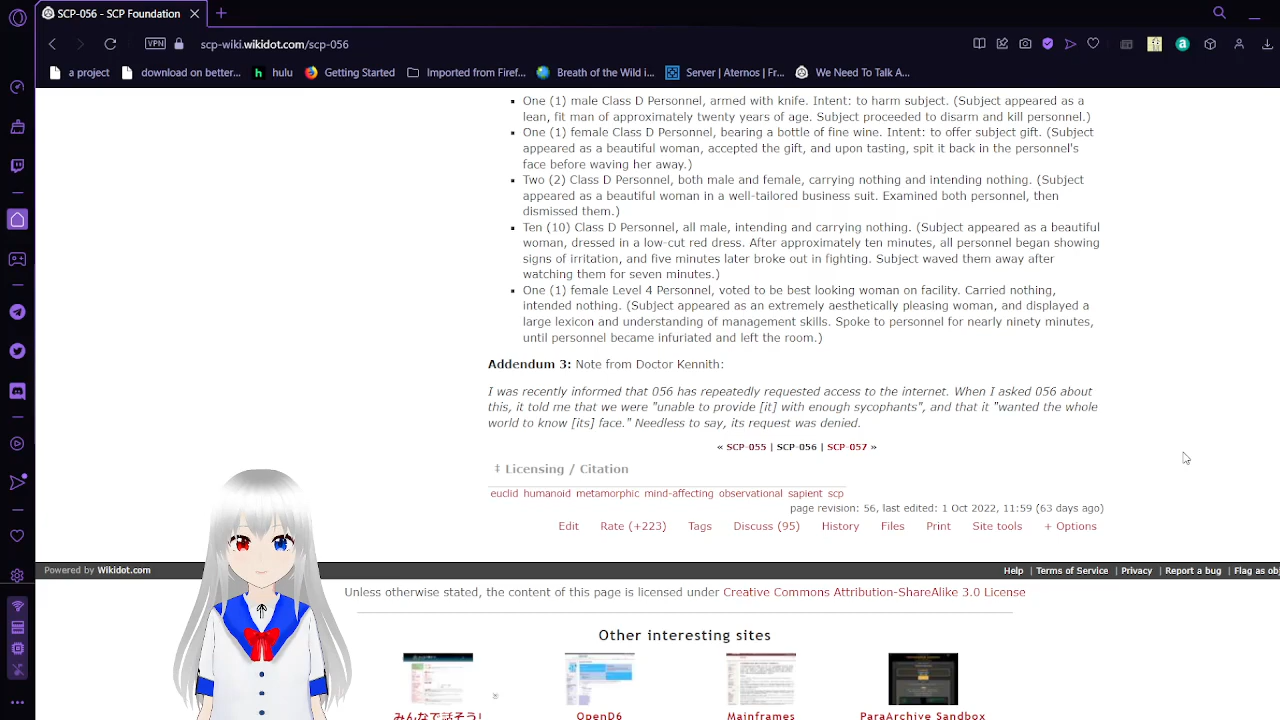 SCP-056 - SCP Foundation
VPN
scp-wiki.wikidot.com/scp-056
a project
download on better...
hulu
Getting Started
Imported from Firef...
Breath of the Wild i...
Server | Aternos | Fr...
We Need To Talk A...
▪ One (1) male Class D Personnel, armed with knife. Intent: to harm subject. (Subject appeared as a
lean, fit man of approximately twenty years of age. Subject proceeded to disarm and kill personnel.)
▪ One (1) female Class D Personnel, bearing a bottle of fine wine. Intent: to offer subject gift. (Subject
appeared as a beautiful woman, accepted the gift, and upon tasting, spit it back in the personnel's
face before waving her away.)
▪ Two (2) Class D Personnel, both male and female, carrying nothing and intending nothing. (Subject
appeared as a beautiful woman in a well-tailored business suit. Examined both personnel, then
dismissed them.)
▪ Ten (10) Class D Personnel, all male, intending and carrying nothing. (Subject appeared as a beautiful
woman, dressed in a low-cut red dress. After approximately ten minutes, all personnel began showing
signs of irritation, and five minutes later broke out in fighting. Subject waved them away after
watching them for seven minutes.)
▪ One (1) female Level 4 Personnel, voted to be best looking woman on facility. Carried nothing,
intended nothing. (Subject appeared as an extremely aesthetically pleasing woman, and displayed a
large lexicon and understanding of management skills. Spoke to personnel for nearly ninety minutes,
until personnel became infuriated and left the room.)
Addendum 3: Note from Doctor Kennith:
I was recently informed that 056 has repeatedly requested access to the internet. When I asked 056 about
this, it told me that we were "unable to provide [it] with enough sycophants", and that it "wanted the whole
world to know [its] face." Needless to say, its request was denied.
« SCP-055 | SCP-056 | SCP-057 »
‡ Licensing / Citation
euclid humanoid metamorphic mind-affecting observational sapient scp
page revision: 56, last edited: 1 Oct 2022, 11:59 (63 days ago)
Edit Rate (+223) Tags Discuss (95) History Files Print Site tools + Options
Powered by Wikidot.com
Help | Terms of Service | Privacy | Report a bug | Flag as ob
Unless otherwise stated, the content of this page is licensed under Creative Commons Attribution-ShareAlike 3.0 License
Other interesting sites
みんなで話そう!
OpenD6
Mainframes
ParaArchive Sandbox